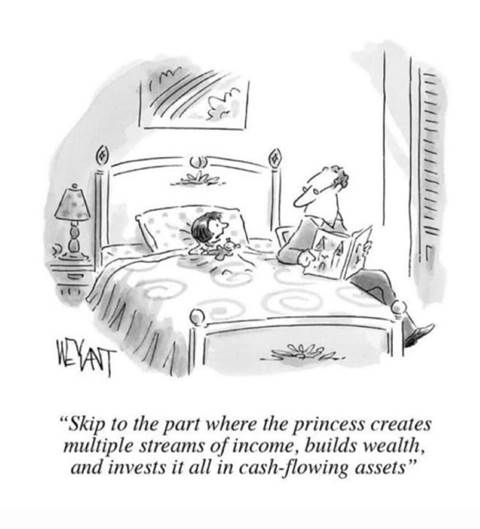 WEYANT
“Skip to the part where the princess creates
multiple streams of income, builds wealth,
and invests it all in cash-flowing assets”